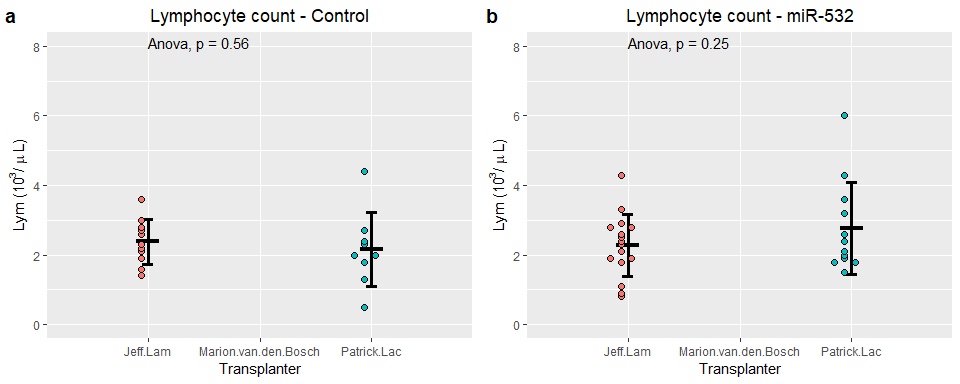 a
Lymphocyte count - Control
Anova, p = 0.56
8
6
4
2
0
Lym (10³/ μ L)
Jeff.Lam
Marion.van.den.Bosch
Patrick.Lac
Transplanter
b
Lymphocyte count - miR-532
Anova, p = 0.25
8
6
4
2
0
Lym (10³/ μ L)
Jeff.Lam
Marion.van.den.Bosch
Patrick.Lac
Transplanter